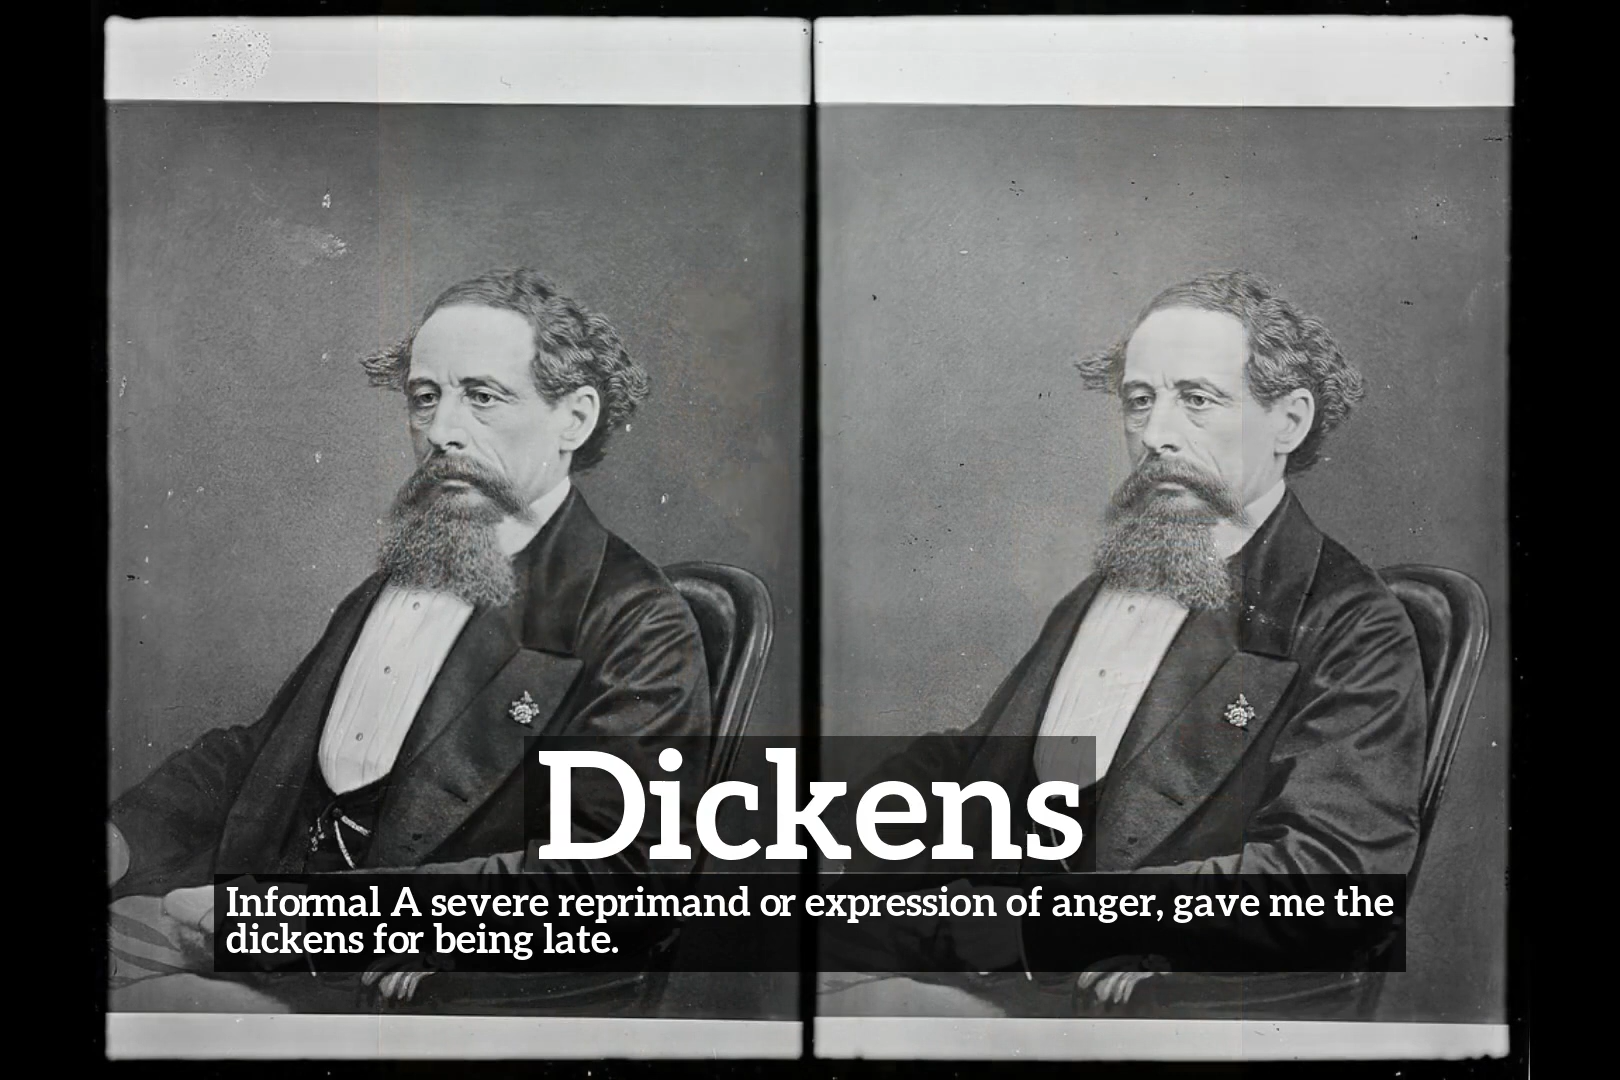 Dickens
Informal A severe reprimand or expression of anger, gave me the
dickens for being late.